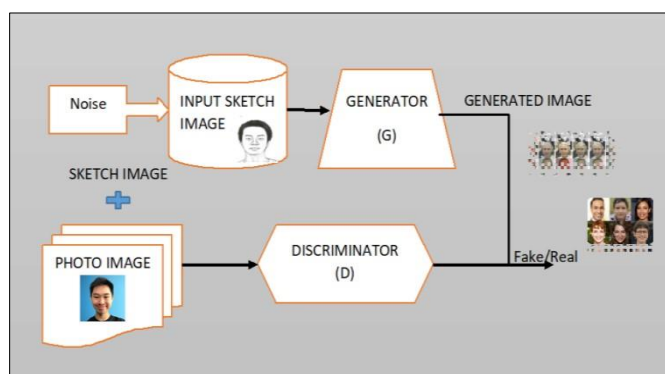 Noise
INPUT SKETCH
IMAGE
GENERATOR
(G)
GENERATED IMAGE
SKETCH IMAGE
PHOTO IMAGE
DISCRIMINATOR
(D)
Fake/Real